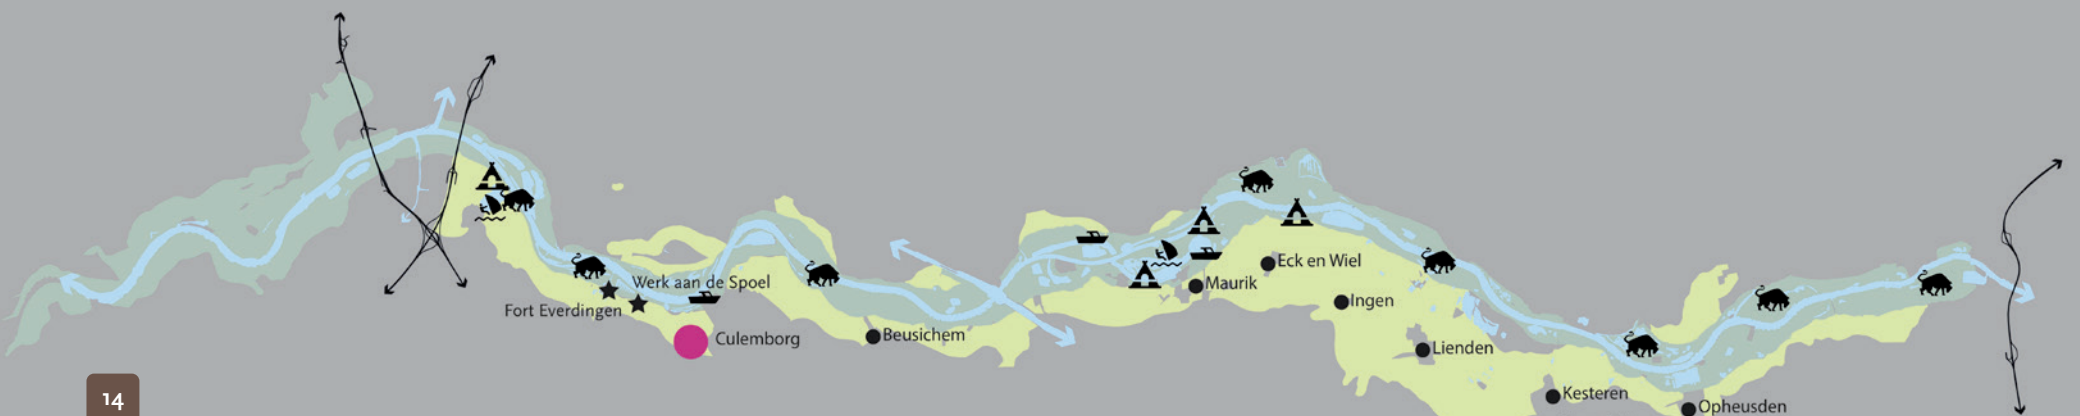 Werk aan de Spoel
Fort Everdingen
Culemborg
Beusichem
Maurik
Eck en Wiel
Ingen
Lienden
Kesteren
Opheusden
14